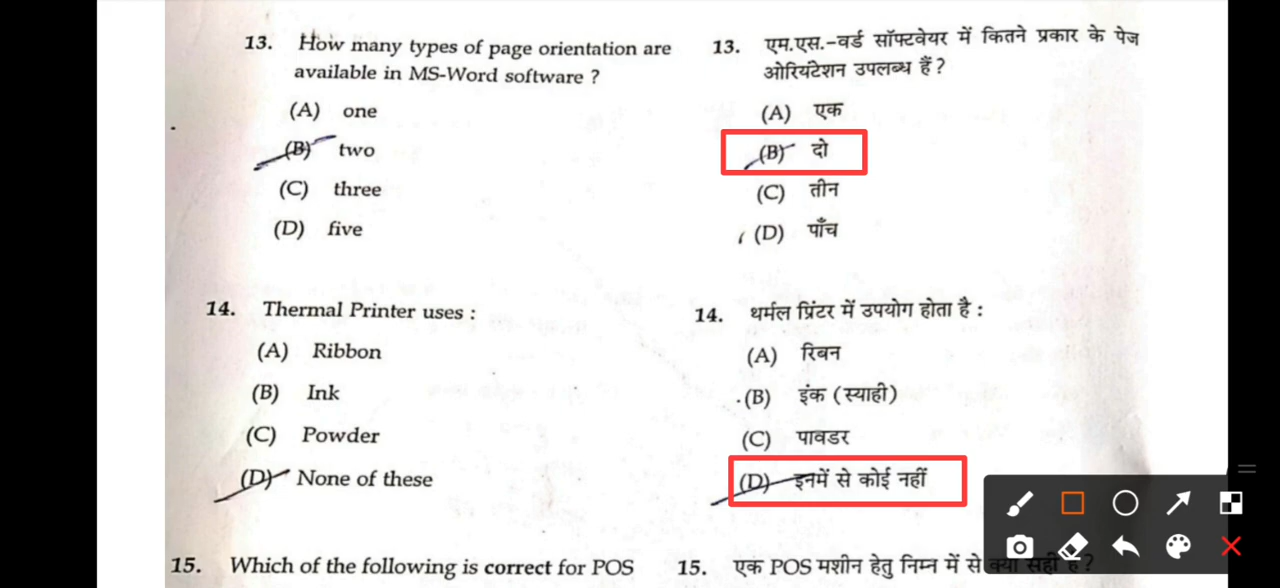 13. How many types of page orientation are
available in MS-Word software ?
(A) one
(B) two
(C) three
(D) five
14. Thermal Printer uses :
(A) Ribbon
(B) Ink
(C) Powder
(D) None of these
15. Which of the following is correct for POS
13. एम.एस.-वर्ड सॉफ्टवेयर में कितने प्रकार के पेज
ओरियंटेशन उपलब्ध हैं ?
(A) एक
(B) दो
(C) तीन
(D) पाँच
14. थर्मल प्रिंटर में उपयोग होता है :
(A) रिबन
(B) इंक (स्याही)
(C) पावडर
(D) इनमें से कोई नहीं
15. एक POS मशीन हेतु निम्न में से क्या सही है ?